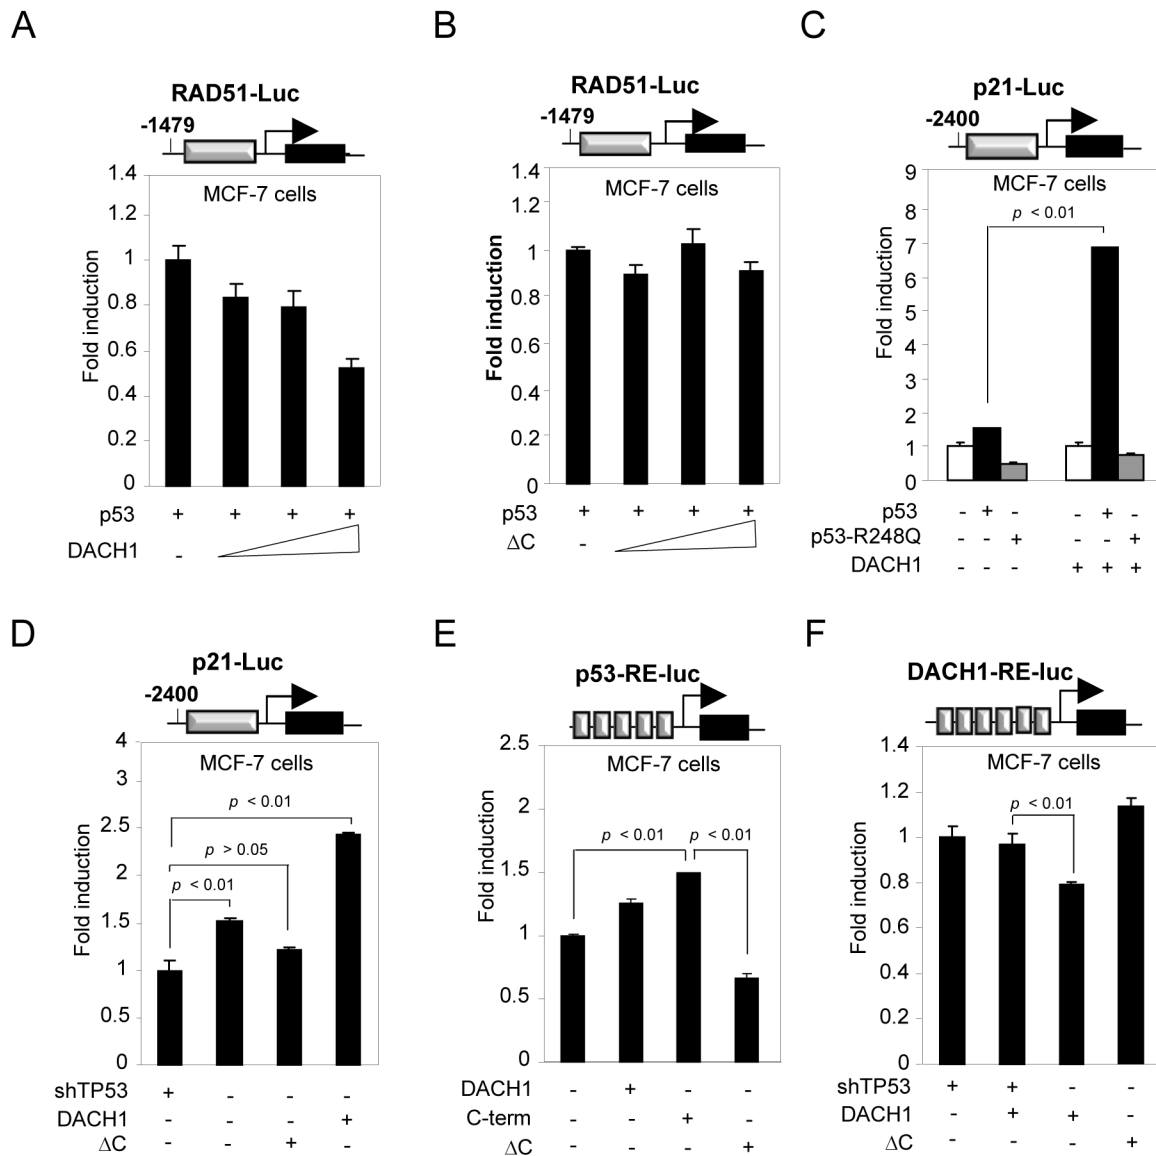 A
RAD51-Luc
-1479
MCF-7 cells
Fold induction
1.4
1.2
1
0.8
0.6
0.4
0.2
0
p53 + + + +
DACH1 -
B
RAD51-Luc
-1479
MCF-7 cells
Fold induction
1.4
1.2
1
0.8
0.6
0.4
0.2
0
p53 + + + +
ΔC -
C
p21-Luc
-2400
MCF-7 cells
p < 0.01
Fold induction
9
8
7
6
5
4
3
2
1
0
p53 - + - - + -
p53-R248Q - - + - - +
DACH1 - - - + + +
D
p21-Luc
-2400
MCF-7 cells
p < 0.01
p > 0.05
p < 0.01
Fold induction
4
3
2.5
2
1.5
1
0.5
0
shTP53 + - - -
DACH1 - - - +
ΔC - - + -
E
p53-RE-luc
MCF-7 cells
p < 0.01 p < 0.01
Fold induction
2.5
2
1.5
1
0.5
0
DACH1 - + - -
C-term - - + -
ΔC - - - +
F
DACH1-RE-luc
MCF-7 cells
p < 0.01
Fold induction
1.4
1.2
1
0.8
0.6
0.4
0.2
0
shTP53 + + - -
DACH1 - + + -
ΔC - - - +